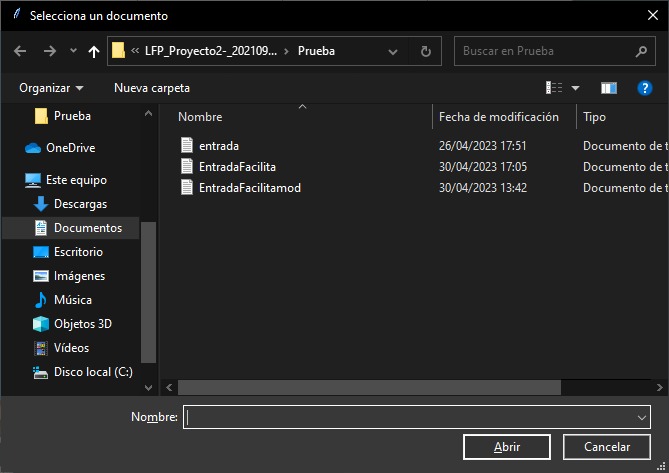 Selecciona un documento
« LFP_Proyecto2-_202109... › Prueba
Buscar en Prueba
Organizar
Nueva carpeta
Prueba
OneDrive
Este equipo
Descargas
Documentos
Escritorio
Imágenes
Música
Objetos 3D
Vídeos
Disco local (C:)
Nombre Fecha de modificación Tipo
entrada 26/04/2023 17:51 Documento de t
EntradaFacilita 30/04/2023 17:05 Documento de t
EntradaFacilitamod 30/04/2023 13:42 Documento de t
Nombre:
Abrir
Cancelar